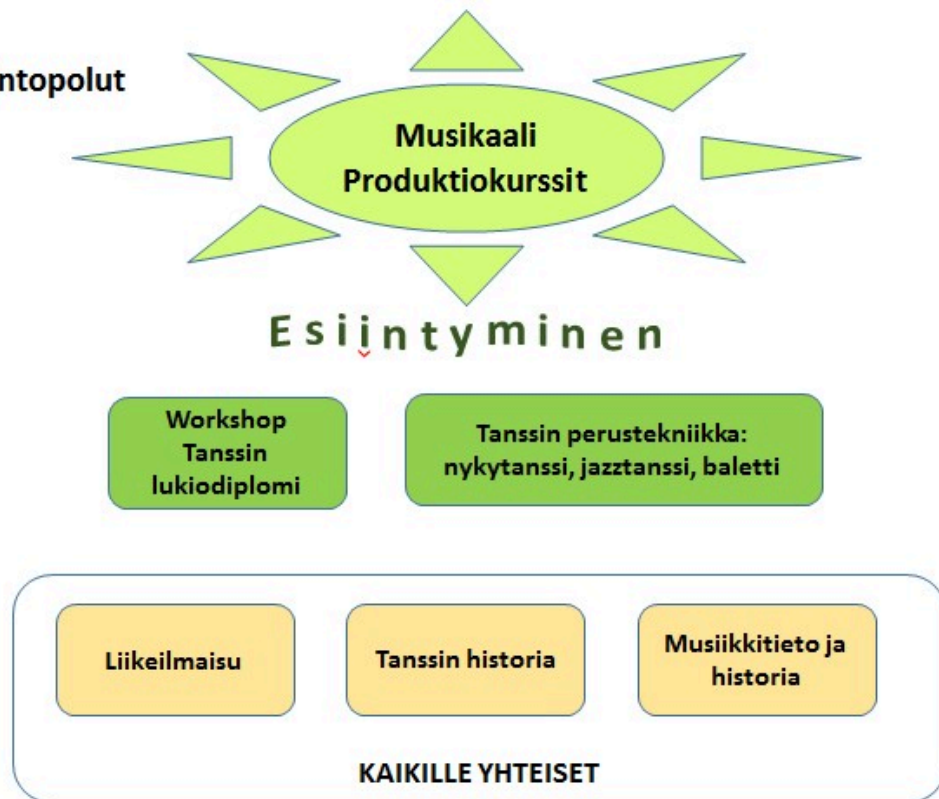 ntopolut
Musikaali
Produktiokurssit
Esiintyminen
Workshop
Tanssin
lukiodiplomi
Tanssin perustekniikka:
nykytanssi, jazztanssi, baletti
Liikeilmaisu
Tanssin historia
Musiikkitieto ja
historia
KAIKILLE YHTEISET